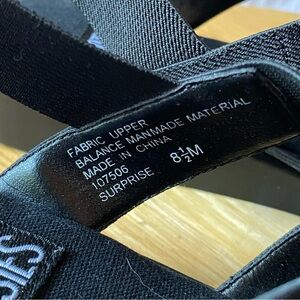 FABRIC UPPER
BALANCE MANMADE MATERIAL
MADE IN CHINA
107506 8½M
SURPRISE